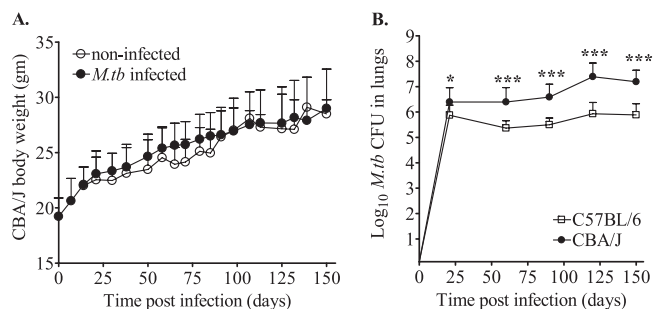 A.
35
30
25
20
15
CBA/J body weight (gm)
non-infected
M.tb infected
0 25 50 75 100 125 150
Time post infection (days)
B.
9
8
7
6
5
4
3
2
1
Log10 M.tb CFU in lungs
* *** *** *** ***
C57BL/6
CBA/J
0 25 50 75 100 125 150
Time post infection (days)